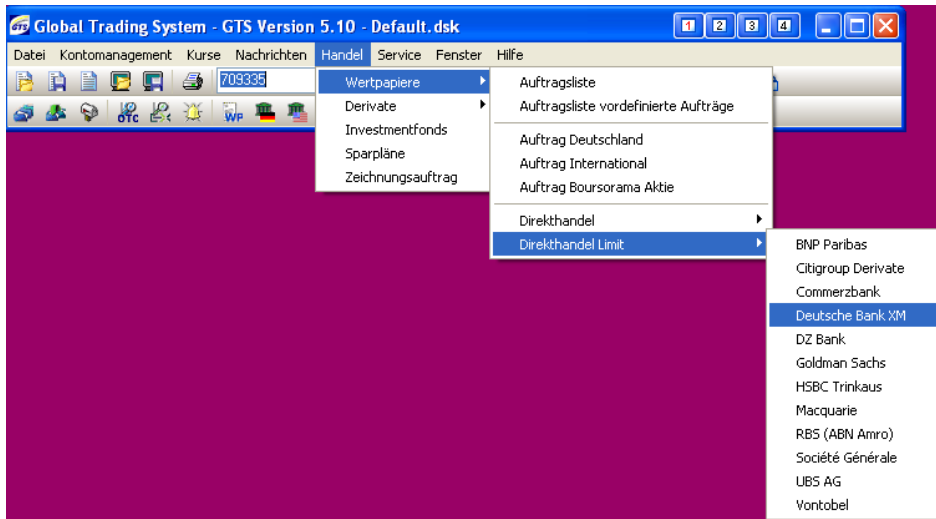 GTS Global Trading System - GTS Version 5.10 - Default.dsk 1 2 3 4
Datei Kontomanagement Kurse Nachrichten Handel Service Fenster Hilfe
709335
OTC WP
Wertpapiere
Derivate
Investmentfonds
Sparpläne
Zeichnungsauftrag
Auftragsliste
Auftragsliste vordefinierte Aufträge
Auftrag Deutschland
Auftrag International
Auftrag Boursorama Aktie
Direkthandel
Direkthandel Limit
BNP Paribas
Citigroup Derivate
Commerzbank
Deutsche Bank XM
DZ Bank
Goldman Sachs
HSBC Trinkaus
Macquarie
RBS (ABN Amro)
Société Générale
UBS AG
Vontobel